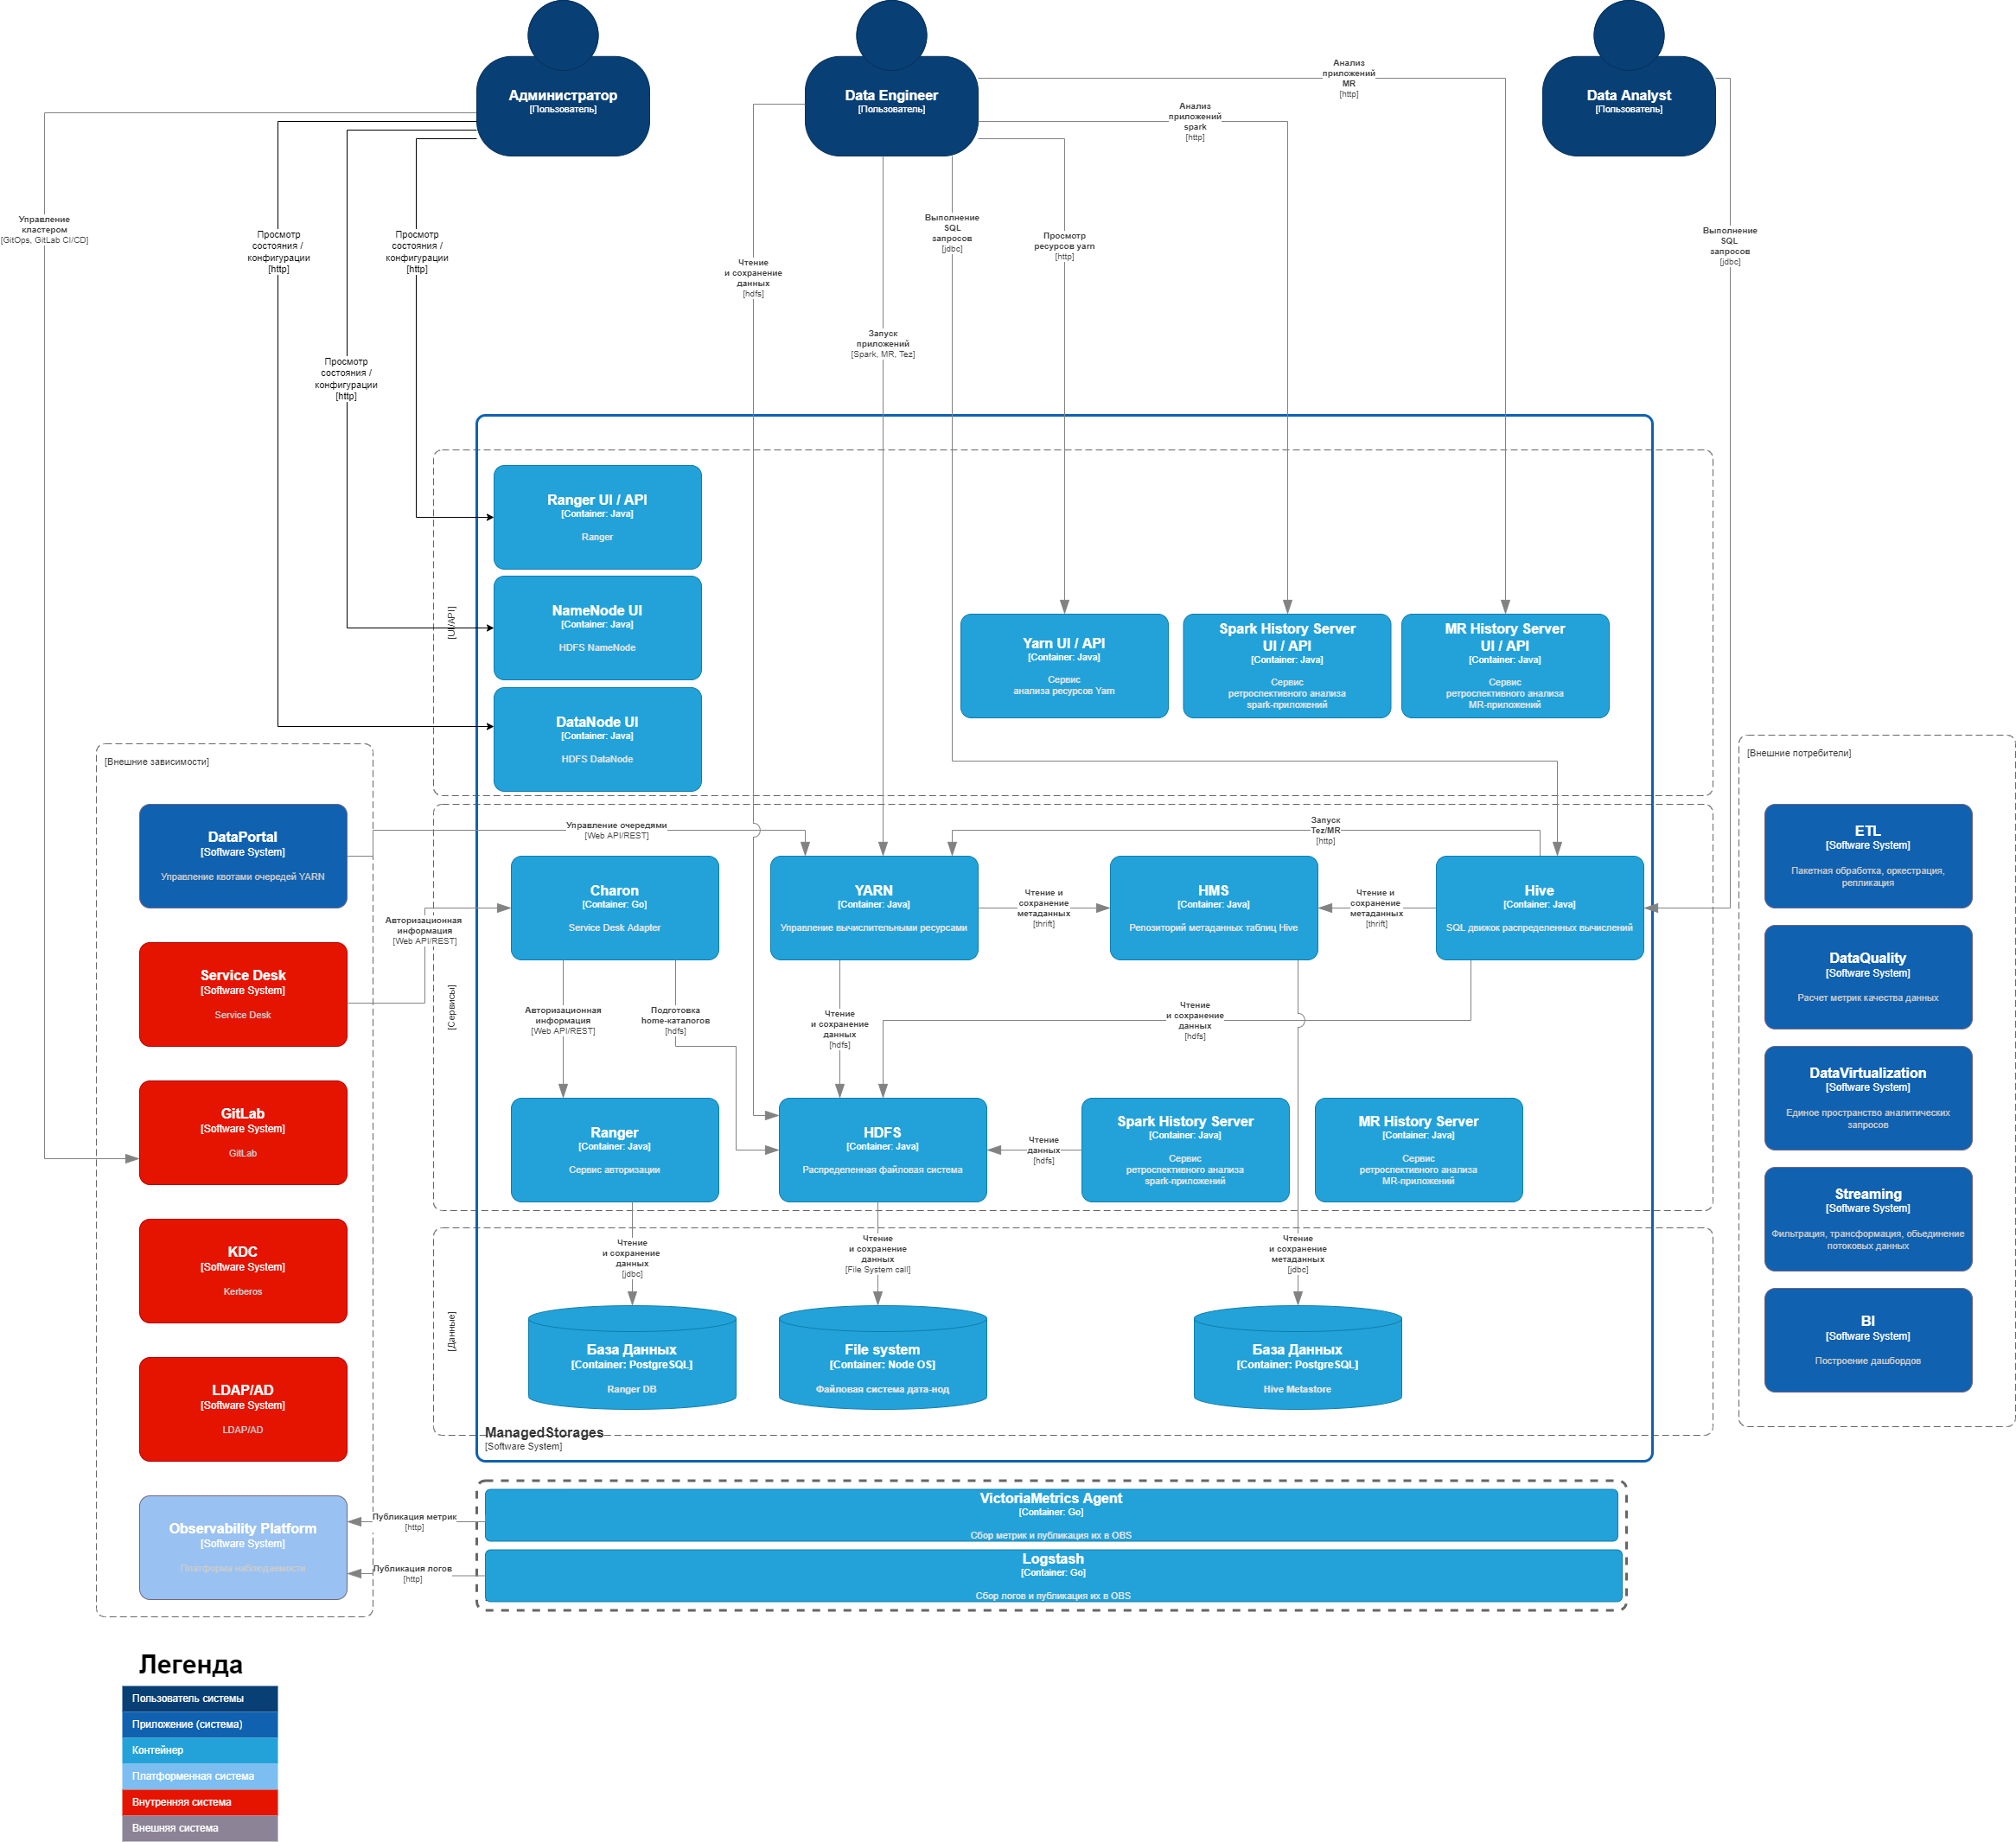 Администратор
[Пользователь]
Data Engineer
[Пользователь]
Data Analyst
[Пользователь]
Анализ
приложений
MR
[http]
Анализ
приложений
spark
[http]
Управление
кластером
[GitOps, GitLab CI/CD]
Просмотр
состояния /
конфигурации
[http]
Просмотр
состояния /
конфигурации
[http]
Просмотр
состояния /
конфигурации
[http]
Чтение
и сохранение
данных
[hdfs]
Запуск
приложений
[Spark, MR, Tez]
Выполнение
SQL
запросов
[jdbc]
Просмотр
ресурсов yarn
[http]
Выполнение
SQL
запросов
[jdbc]
[UI/API]
Ranger UI / API
[Container: Java]
Ranger
NameNode UI
[Container: Java]
HDFS NameNode
DataNode UI
[Container: Java]
HDFS DataNode
Yarn UI / API
[Container: Java]
Сервис
анализа ресурсов Yarn
Spark History Server
UI / API
[Container: Java]
Сервис
ретроспективного анализа
spark-приложений
MR History Server
UI / API
[Container: Java]
Сервис
ретроспективного анализа
MR-приложений
[Внешние зависимости]
DataPortal
[Software System]
Управление квотами очередей YARN
Service Desk
[Software System]
Service Desk
GitLab
[Software System]
GitLab
KDC
[Software System]
Kerberos
LDAP/AD
[Software System]
LDAP/AD
Observability Platform
[Software System]
Платформа наблюдаемости
Управление очередями
[Web API/REST]
Авторизационная
информация
[Web API/REST]
Запуск
Tez/MR
[http]
[Сервисы]
Charon
[Container: Go]
Service Desk Adapter
YARN
[Container: Java]
Управление вычислительными ресурсами
Чтение и
сохранение
метаданных
[thrift]
HMS
[Container: Java]
Репозиторий метаданных таблиц Hive
Чтение и
сохранение
метаданных
[thrift]
Hive
[Container: Java]
SQL движок распределенных вычислений
Авторизационная
информация
[Web API/REST]
Подготовка
home-каталогов
[hdfs]
Чтение
и сохранение
данных
[hdfs]
Чтение
и сохранение
данных
[hdfs]
Ranger
[Container: Java]
Сервис авторизации
HDFS
[Container: Java]
Распределенная файловая система
Чтение
данных
[hdfs]
Spark History Server
[Container: Java]
Сервис
ретроспективного анализа
spark-приложений
MR History Server
[Container: Java]
Сервис
ретроспективного анализа
MR-приложений
[Данные]
Чтение
и сохранение
данных
[jdbc]
Чтение
и сохранение
данных
[File System call]
Чтение
и сохранение
метаданных
[jdbc]
База Данных
[Container: PostgreSQL]
Ranger DB
File system
[Container: Node OS]
Файловая система дата-нод
База Данных
[Container: PostgreSQL]
Hive Metastore
ManagedStorages
[Software System]
[Внешние потребители]
ETL
[Software System]
Пакетная обработка, оркестрация,
репликация
DataQuality
[Software System]
Расчет метрик качества данных
DataVirtualization
[Software System]
Единое пространство аналитических
запросов
Streaming
[Software System]
Фильтрация, трансформация, обьединение
потоковых данных
BI
[Software System]
Построение дашбордов
Публикация метрик
[http]
Публикация логов
[http]
VictoriaMetrics Agent
[Container: Go]
Сбор метрик и публикация их в OBS
Logstash
[Container: Go]
Сбор логов и публикация их в OBS
Легенда
Пользователь системы
Приложение (система)
Контейнер
Платформенная система
Внутренняя система
Внешняя система